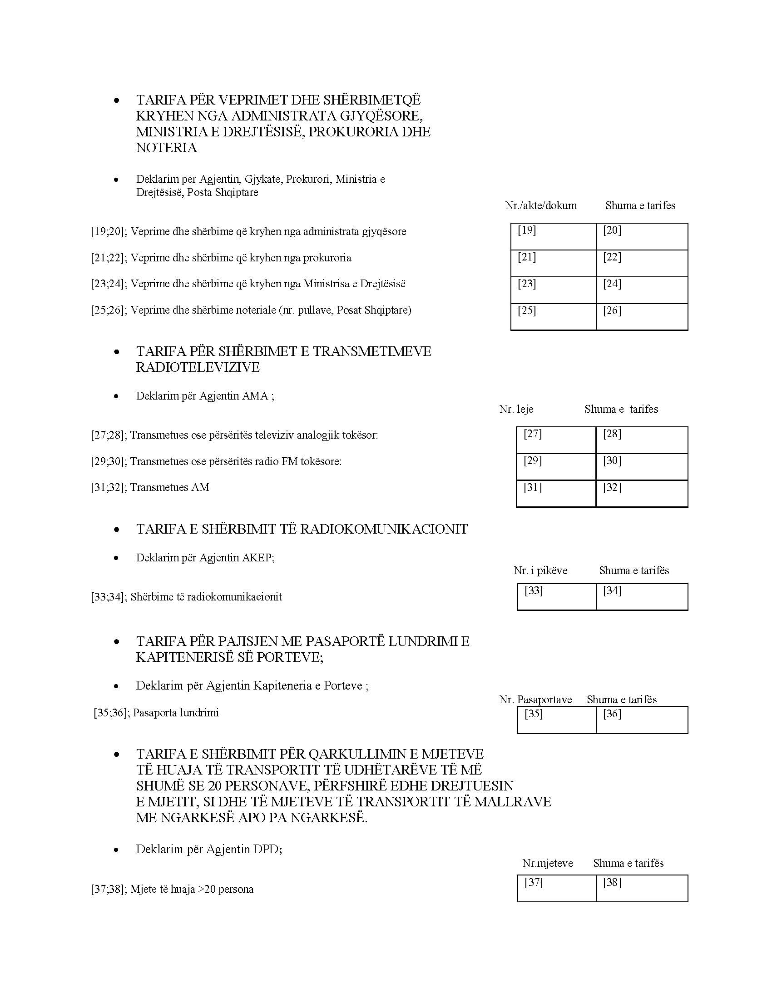 • TARIFA PËR VEPRIMET DHE SHËRBIMETQË
KRYHEN NGA ADMINISTRATA GJYQËSORE,
MINISTRIA E DREJTËSISË, PROKURORIA DHE
NOTERIA
• Deklarim per Agjentin, Gjykate, Prokurori, Ministria e
Drejtësisë, Posta Shqiptare
Nr./akte/dokum Shuma e tarifes
[19;20]; Veprime dhe shërbime që kryhen nga administrata gjyqësore [19] [20]
[21;22]; Veprime dhe shërbime që kryhen nga prokuroria [21] [22]
[23;24]; Veprime dhe shërbime që kryhen nga Ministrisa e Drejtësisë [23] [24]
[25;26]; Veprime dhe shërbime noteriale (nr. pullave, Posat Shqiptare) [25] [26]
• TARIFA PËR SHËRBIMET E TRANSMETIMEVE
RADIOTELEVIZIVE
• Deklarim për Agjentin AMA ;
Nr. leje Shuma e  tarifes
[27;28]; Transmetues ose përsëritës televiziv analogjik tokësor: [27] [28]
[29;30]; Transmetues ose përsëritës radio FM tokësore: [29] [30]
[31;32]; Transmetues AM [31] [32]
• TARIFA E SHËRBIMIT TË RADIOKOMUNIKACIONIT
• Deklarim për Agjentin AKEP;
Nr. i pikëve Shuma e tarifës
[33;34]; Shërbime të radiokomunikacionit [33] [34]
• TARIFA PËR PAJISJEN ME PASAPORTË LUNDRIMI E
KAPITENERISË SË PORTEVE;
• Deklarim për Agjentin Kapiteneria e Porteve ;
Nr. Pasaportave Shuma e tarifës
[35;36]; Pasaporta lundrimi [35] [36]
• TARIFA E SHËRBIMIT PËR QARKULLIMIN E MJETEVE
TË HUAJA TË TRANSPORTIT TË UDHËTARËVE TË MË
SHUMË SE 20 PERSONAVE, PËRFSHIRË EDHE DREJTUESIN
E MJETIT, SI DHE TË MJETEVE TË TRANSPORTIT TË MALLRAVE
ME NGARKESË APO PA NGARKESË.
• Deklarim për Agjentin DPD;
Nr.mjeteve Shuma e tarifës
[37;38]; Mjete të huaja >20 persona [37] [38]